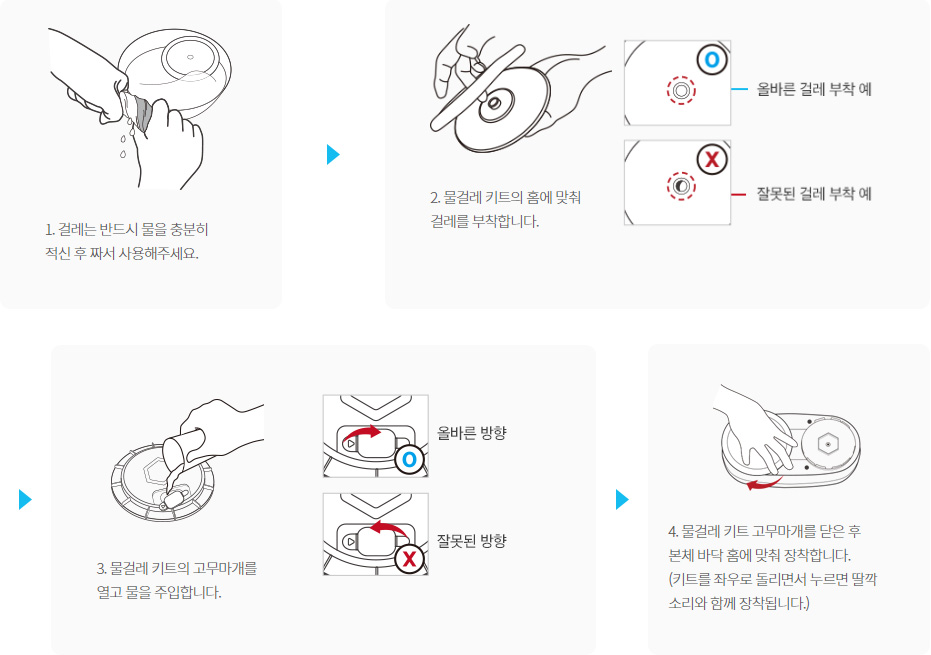 1. 걸레는 반드시 물을 충분히
적신 후 짜서 사용해주세요.
2. 물걸레 키트의 홈에 맞춰
걸레를 부착합니다.
O
올바른 걸레 부착 예
X
잘못된 걸레 부착 예
3. 물걸레 키트의 고무마개를
열고 물을 주입합니다.
올바른 방향
O
잘못된 방향
X
4. 물걸레 키트 고무마개를 닫은 후
본체 바닥 홈에 맞춰 장착합니다.
(키트를 좌우로 돌리면서 누르면 딸깍
소리와 함께 장착됩니다.)